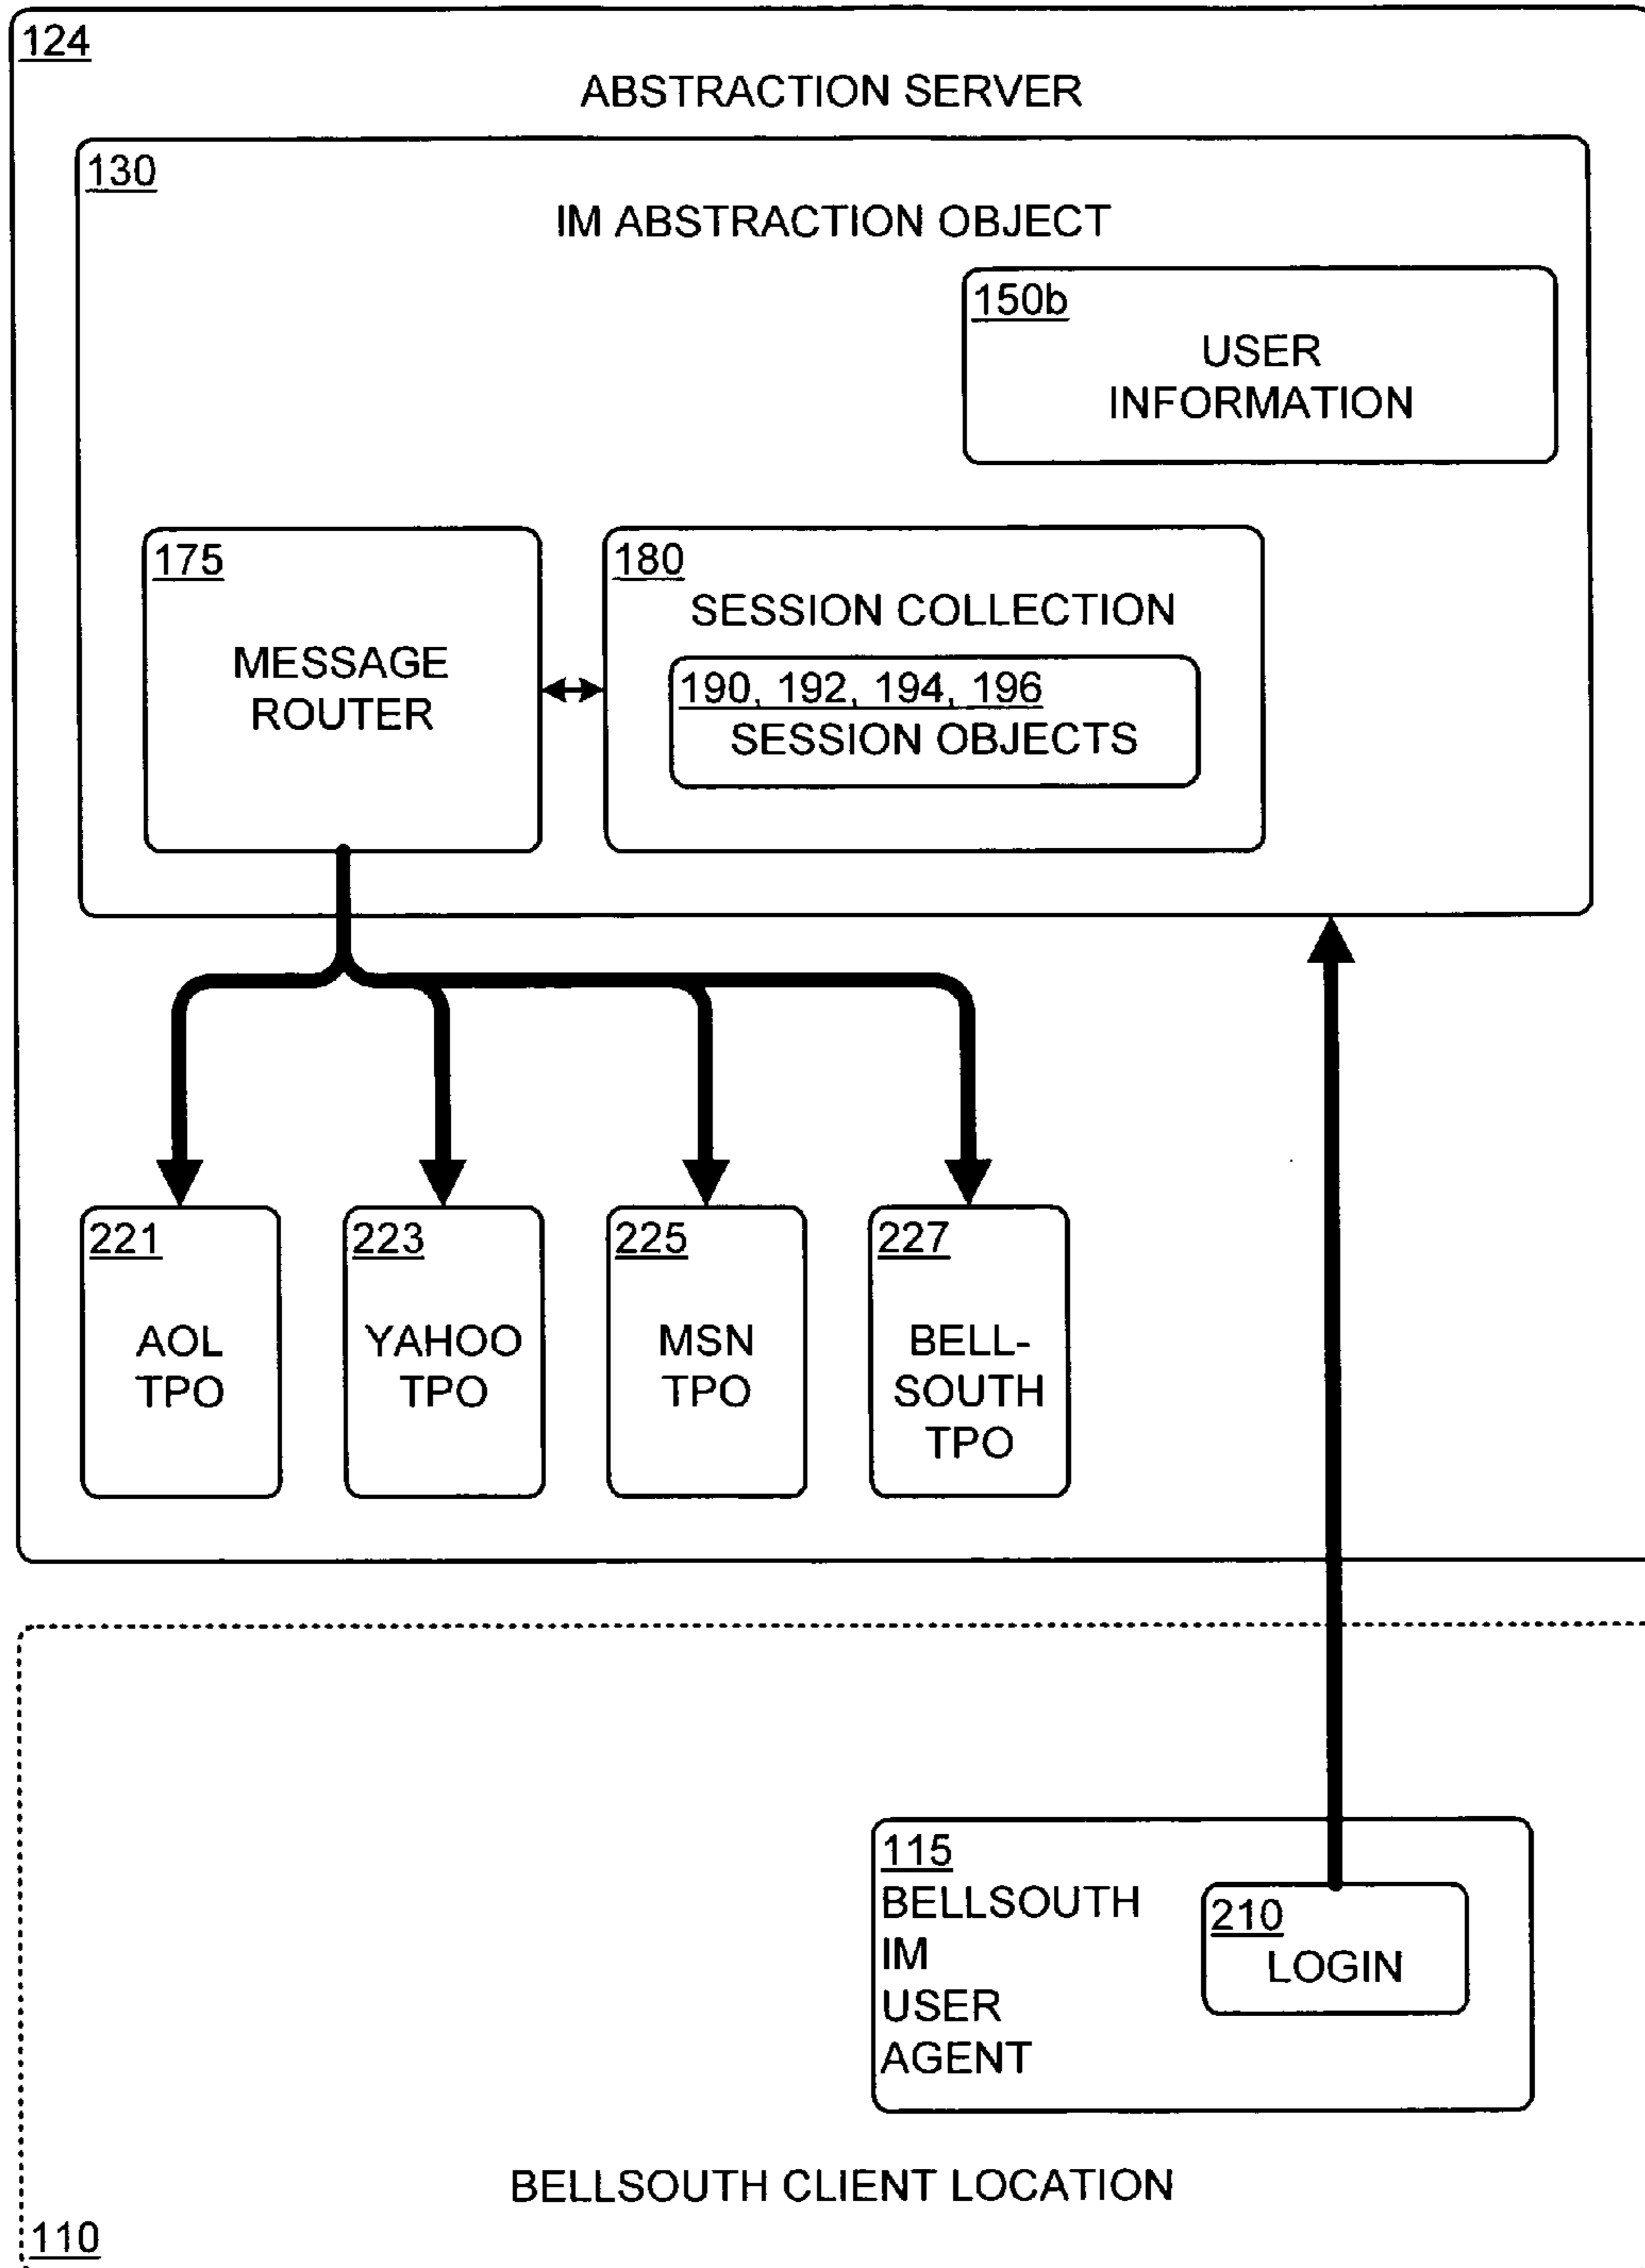 124
ABSTRACTION SERVER
130
IM ABSTRACTION OBJECT
150b
USER
INFORMATION
175
MESSAGE
ROUTER
180
SESSION COLLECTION
190, 192, 194, 196
SESSION OBJECTS
221
AOL
TPO
223
YAHOO
TPO
225
MSN
TPO
227
BELL-
SOUTH
TPO
115
BELLSOUTH
IM
USER
AGENT
210
LOGIN
BELLSOUTH CLIENT LOCATION
110